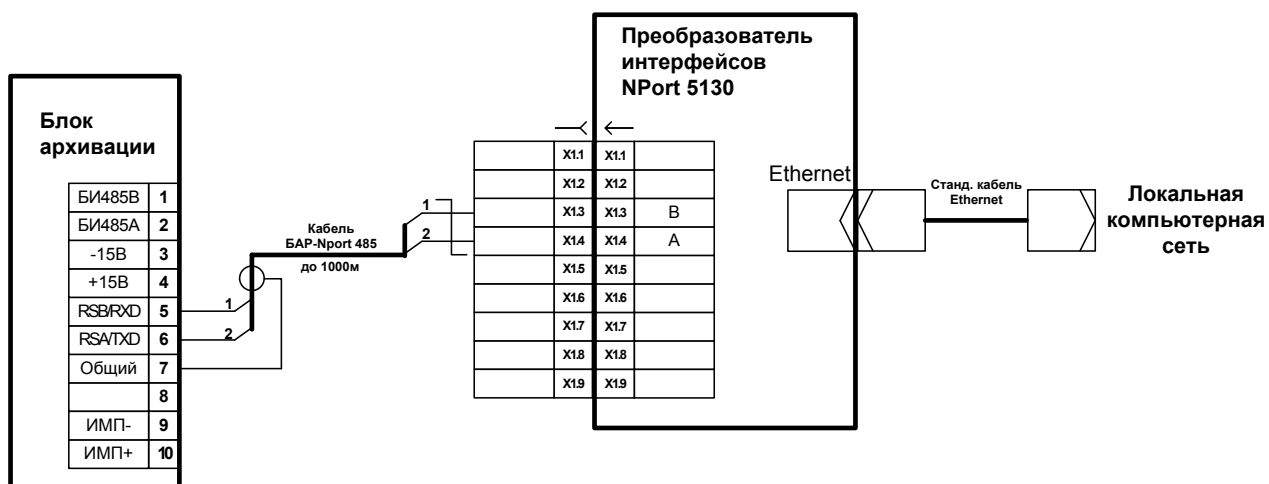 Преобразователь
интерфейсов
NPort 5130
Блок
архивации
БИ485В 1
БИ485А 2
-15В 3
+15В 4
RSB/RXD 5
RSA/TXD 6
Общий 7
8
ИМП- 9
ИМП+ 10
1
2
Кабель
БАР-Nport 485
до 1000м
1
2
X1.1 X1.1
X1.2 X1.2
X1.3 X1.3 В
X1.4 X1.4 А
X1.5 X1.5
X1.6 X1.6
X1.7 X1.7
X1.8 X1.8
X1.9 X1.9
Ethernet
Станд. кабель
Ethernet
Локальная
компьютерная
сеть